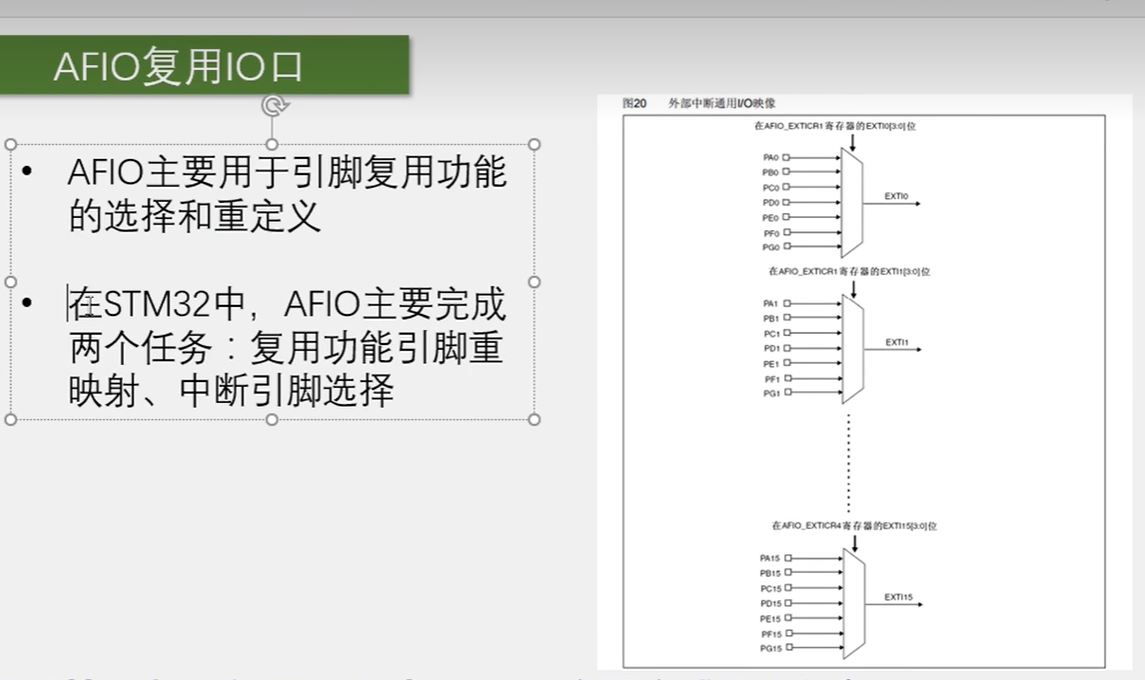 AFIO复用IO口
• AFIO主要用于引脚复用功能
的选择和重定义
• 在STM32中，AFIO主要完成
两个任务：复用功能引脚重
映射、中断引脚选择
图20 外部中断通用I/O映像
在AFIO_EXTICR1寄存器的EXTI0[3:0]位
PA0
PB0
PC0
PD0
PE0
PF0
PG0
EXTI0
在AFIO_EXTICR1寄存器的EXTI1[3:0]位
PA1
PB1
PC1
PD1
PE1
PF1
PG1
EXTI1
在AFIO_EXTICR4寄存器的EXTI15[3:0]位
PA15
PB15
PC15
PD15
PE15
PF15
PG15
EXTI15